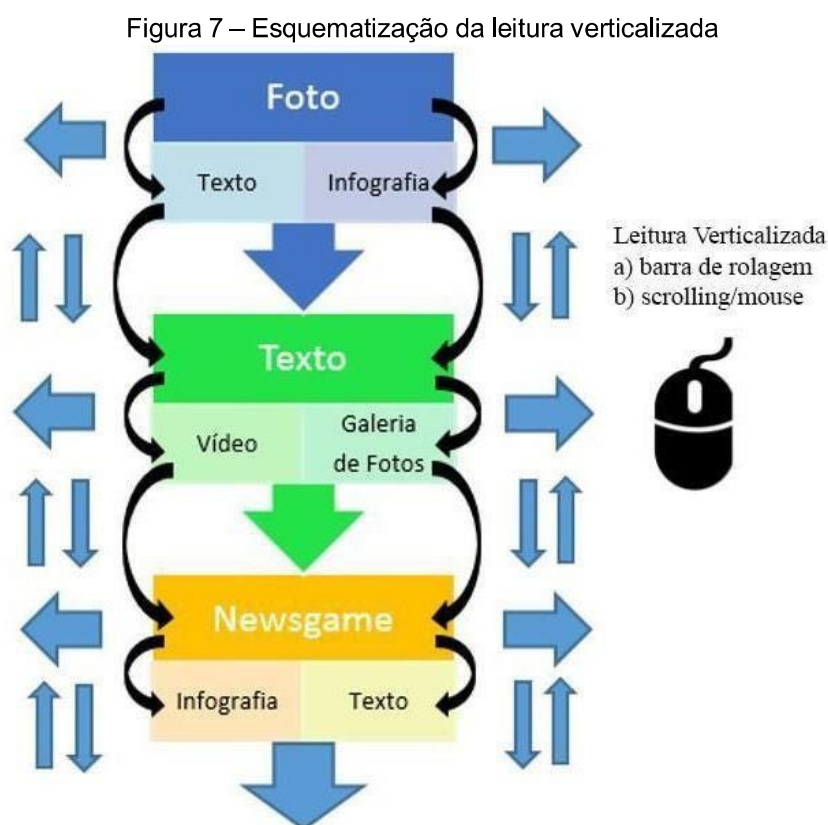 Figura 7 – Esquematização da leitura verticalizada
Foto
Texto
Infografia
Leitura Verticalizada
a) barra de rolagem
b) scrolling/mouse
Texto
Vídeo
Galeria
de Fotos
Newsgame
Infografia
Texto